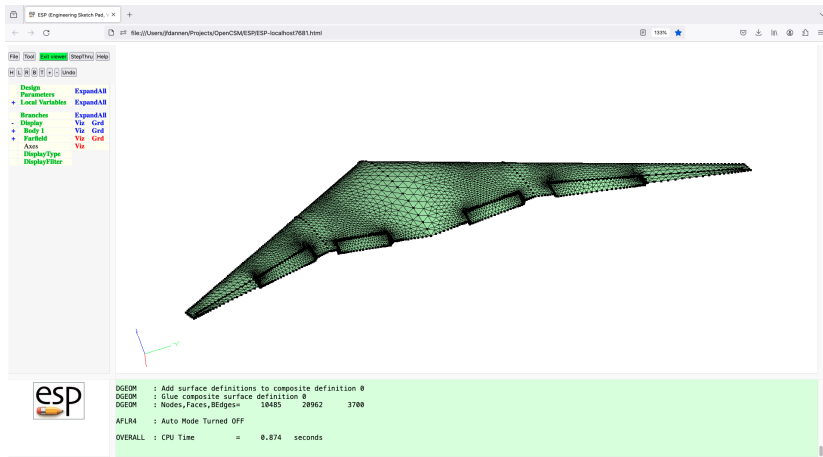 ESP (Engineering Sketch Pad, V
file:///Users/jfdannen/Projects/OpenCSM/ESP/ESP-localhost7681.html
133%
File Tool Exit viewer StepThru Help
H L R B T + - Undo
Design Parameters ExpandAll
+ Local Variables ExpandAll
Branches ExpandAll
- Display Viz Grd
+ Body 1 Viz Grd
+ Farfield Viz Grd
Axes Viz
DisplayType
DisplayFilter
esp
DGEOM : Add surface definitions to composite definition 0
DGEOM : Glue composite surface definition 0
DGEOM : Nodes,Faces,BEdges= 10485 20962 3700
AFLR4 : Auto Mode Turned OFF
OVERALL : CPU Time = 0.874 seconds